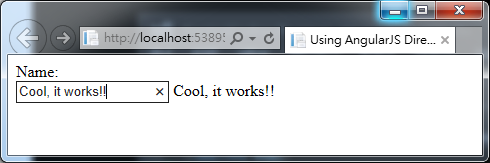 http://localhost:5389
Using AngularJS Dire...
Name:
Cool, it works!! Cool, it works!!